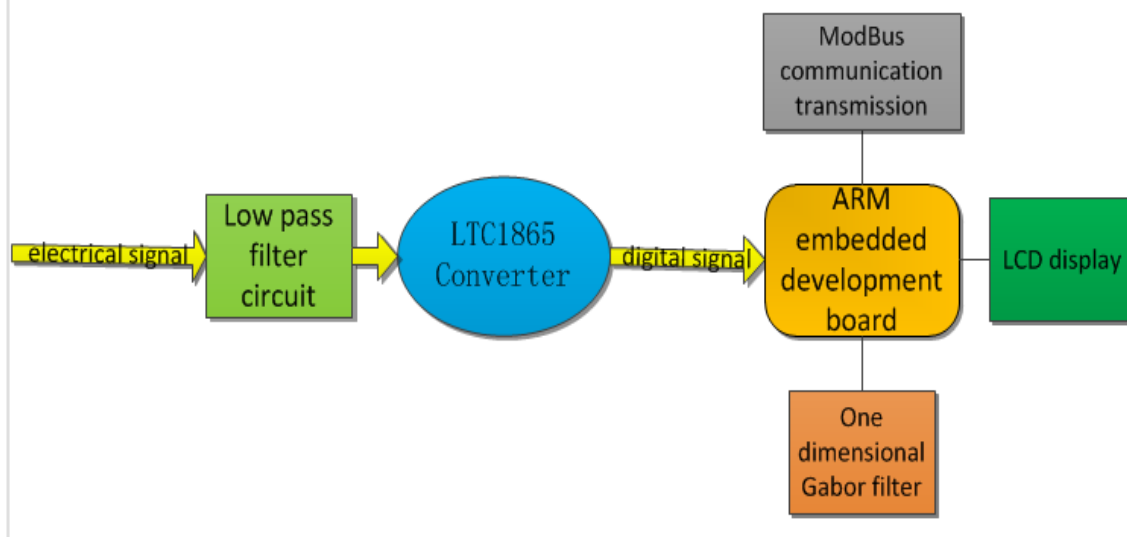 ModBus
communication
transmission
electrical signal
Low pass
filter
circuit
LTC1865
Converter
digital signal
ARM
embedded
development
board
LCD display
One
dimensional
Gabor filter